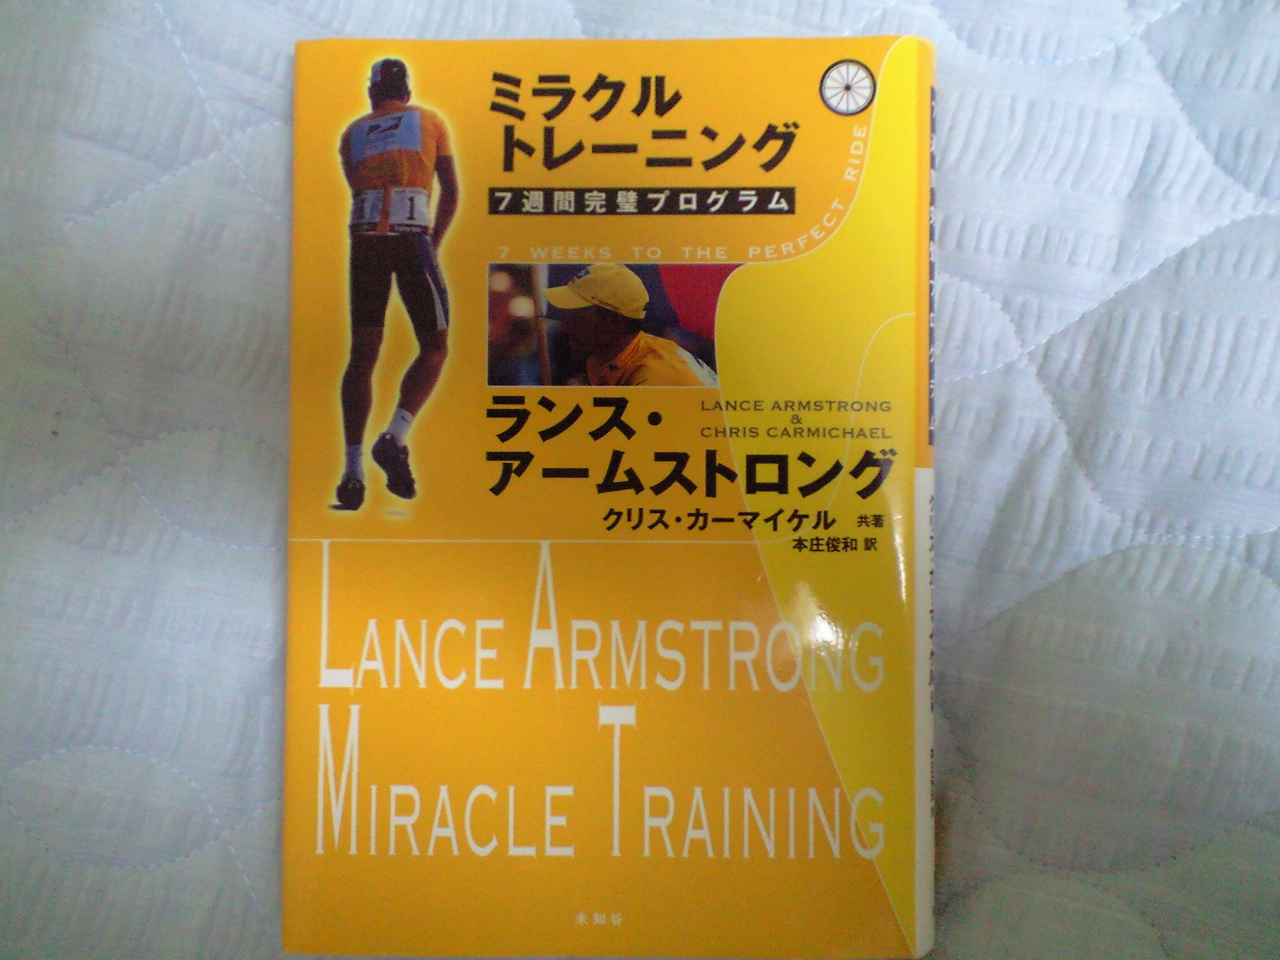 ミラクル
トレーニング
7週間完璧プログラム
7 WEEKS TO THE PERFECT RIDE
1
ランス・
アームストロング
LANCE ARMSTRONG
&
CHRIS CARMICHAEL
クリス・カーマイケル 共著
本庄俊和 訳
LANCE ARMSTRONG
MIRACLE TRAINING
未知谷